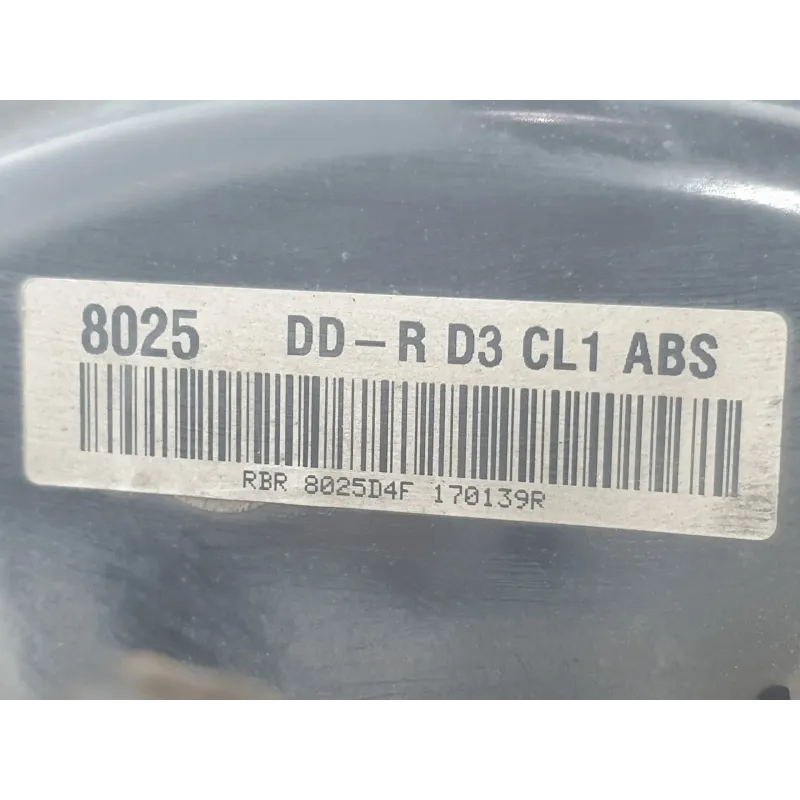 8025 DD-R D3 CL1 ABS
RBR 8025D4F 170139R